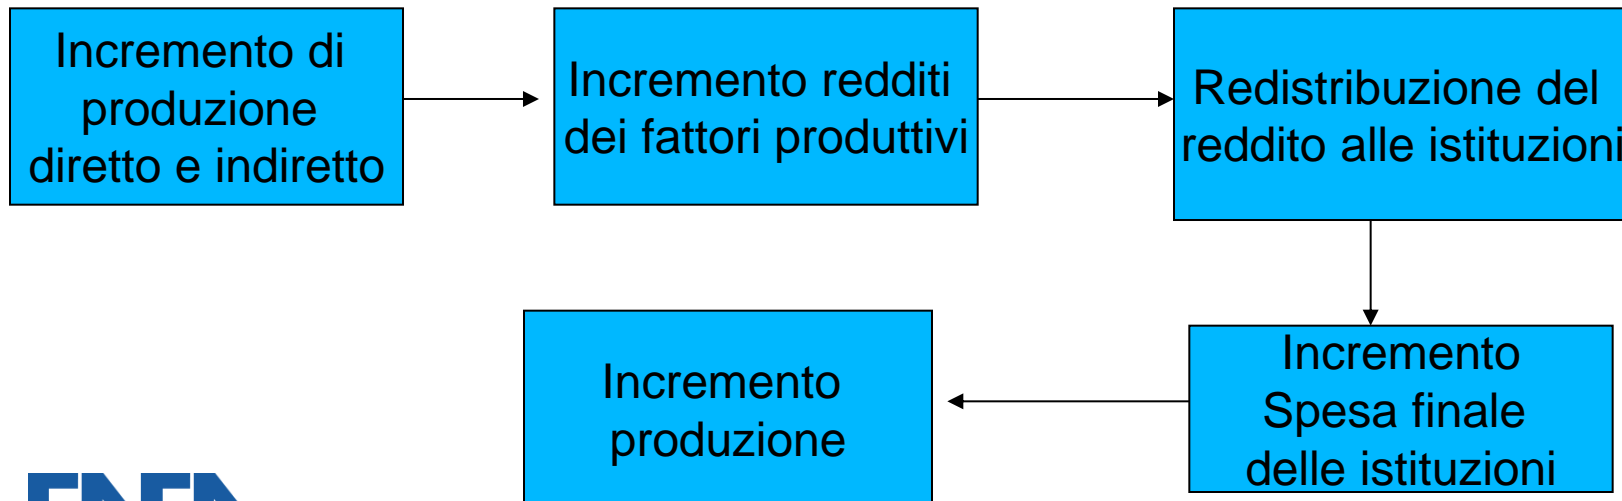 Incremento di
produzione
diretto e indiretto
Incremento redditi
dei fattori produttivi
Redistribuzione del
reddito alle istituzioni
Incremento
Spesa finale
delle istituzioni
Incremento
produzione